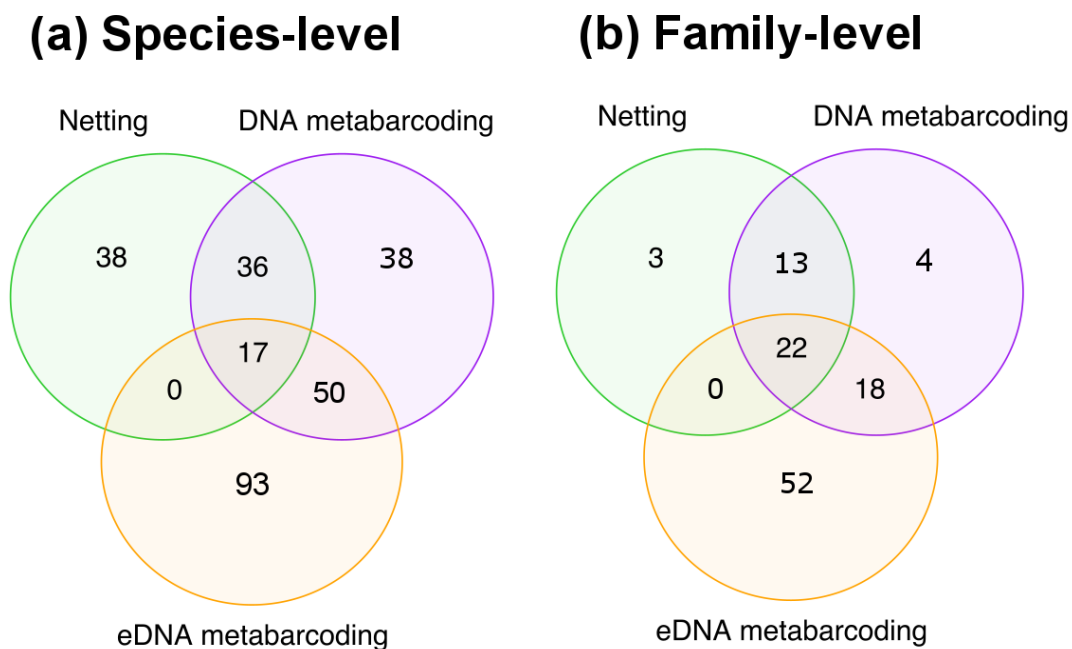 (a) Species-level
Netting DNA metabarcoding
38 36 38
17
0 50
93
eDNA metabarcoding
(b) Family-level
Netting DNA metabarcoding
3 13 4
22
0 18
52
eDNA metabarcoding